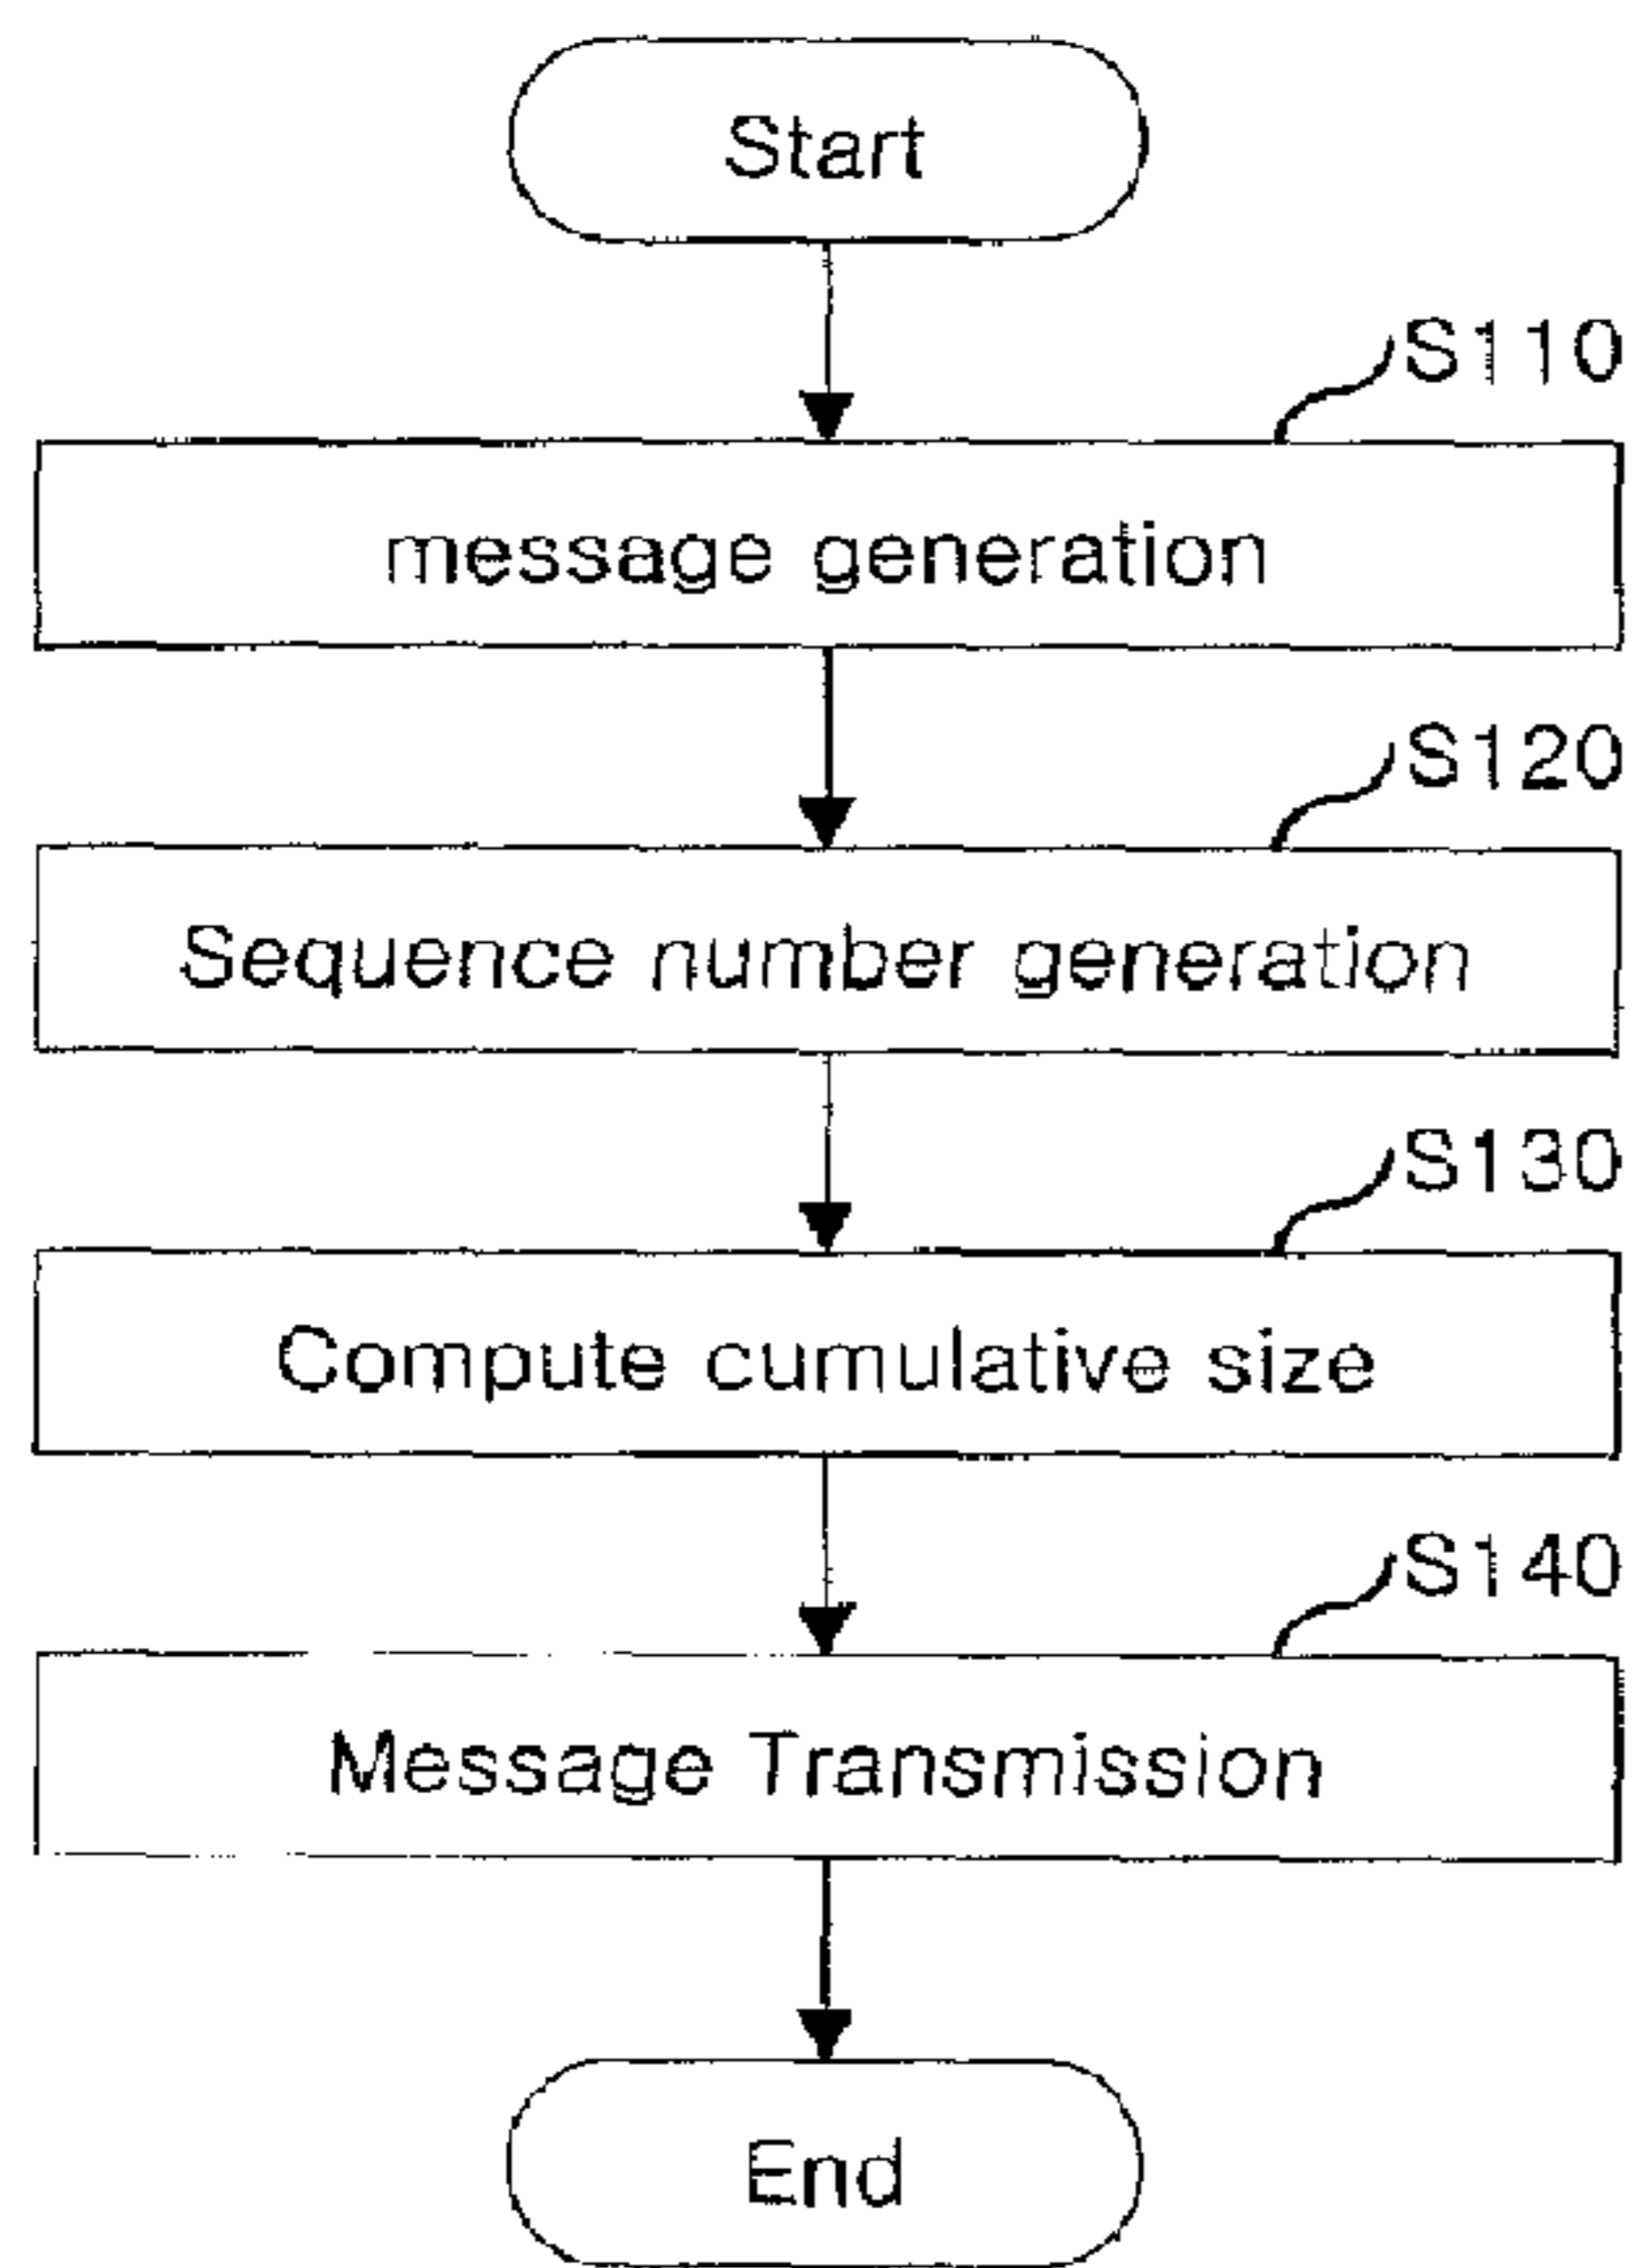 Start
S110
message generation
S120
Sequence number generation
S130
Compute cumulative size
S140
Message Transmission
End